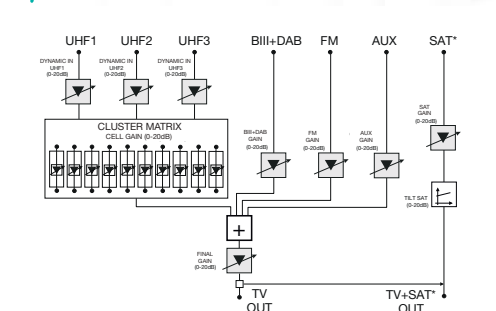 UHF1 UHF2 UHF3 BIII+DAB FM AUX SAT*
DYNAMIC IN
UHF1
(0-20dB)
DYNAMIC IN
UHF2
(0-20dB)
DYNAMIC IN
UHF3
(0-20dB)
CLUSTER MATRIX
CELL GAIN (0-20dB)
BIII+DAB
GAIN
(0-20dB)
FM
GAIN
(0-20dB)
AUX
GAIN
(0-20dB)
SAT
GAIN
(0-20dB)
TILT SAT
(0-20dB)
+
FINAL
GAIN
(0-20dB)
TV
OUT
TV+SAT*
OUT